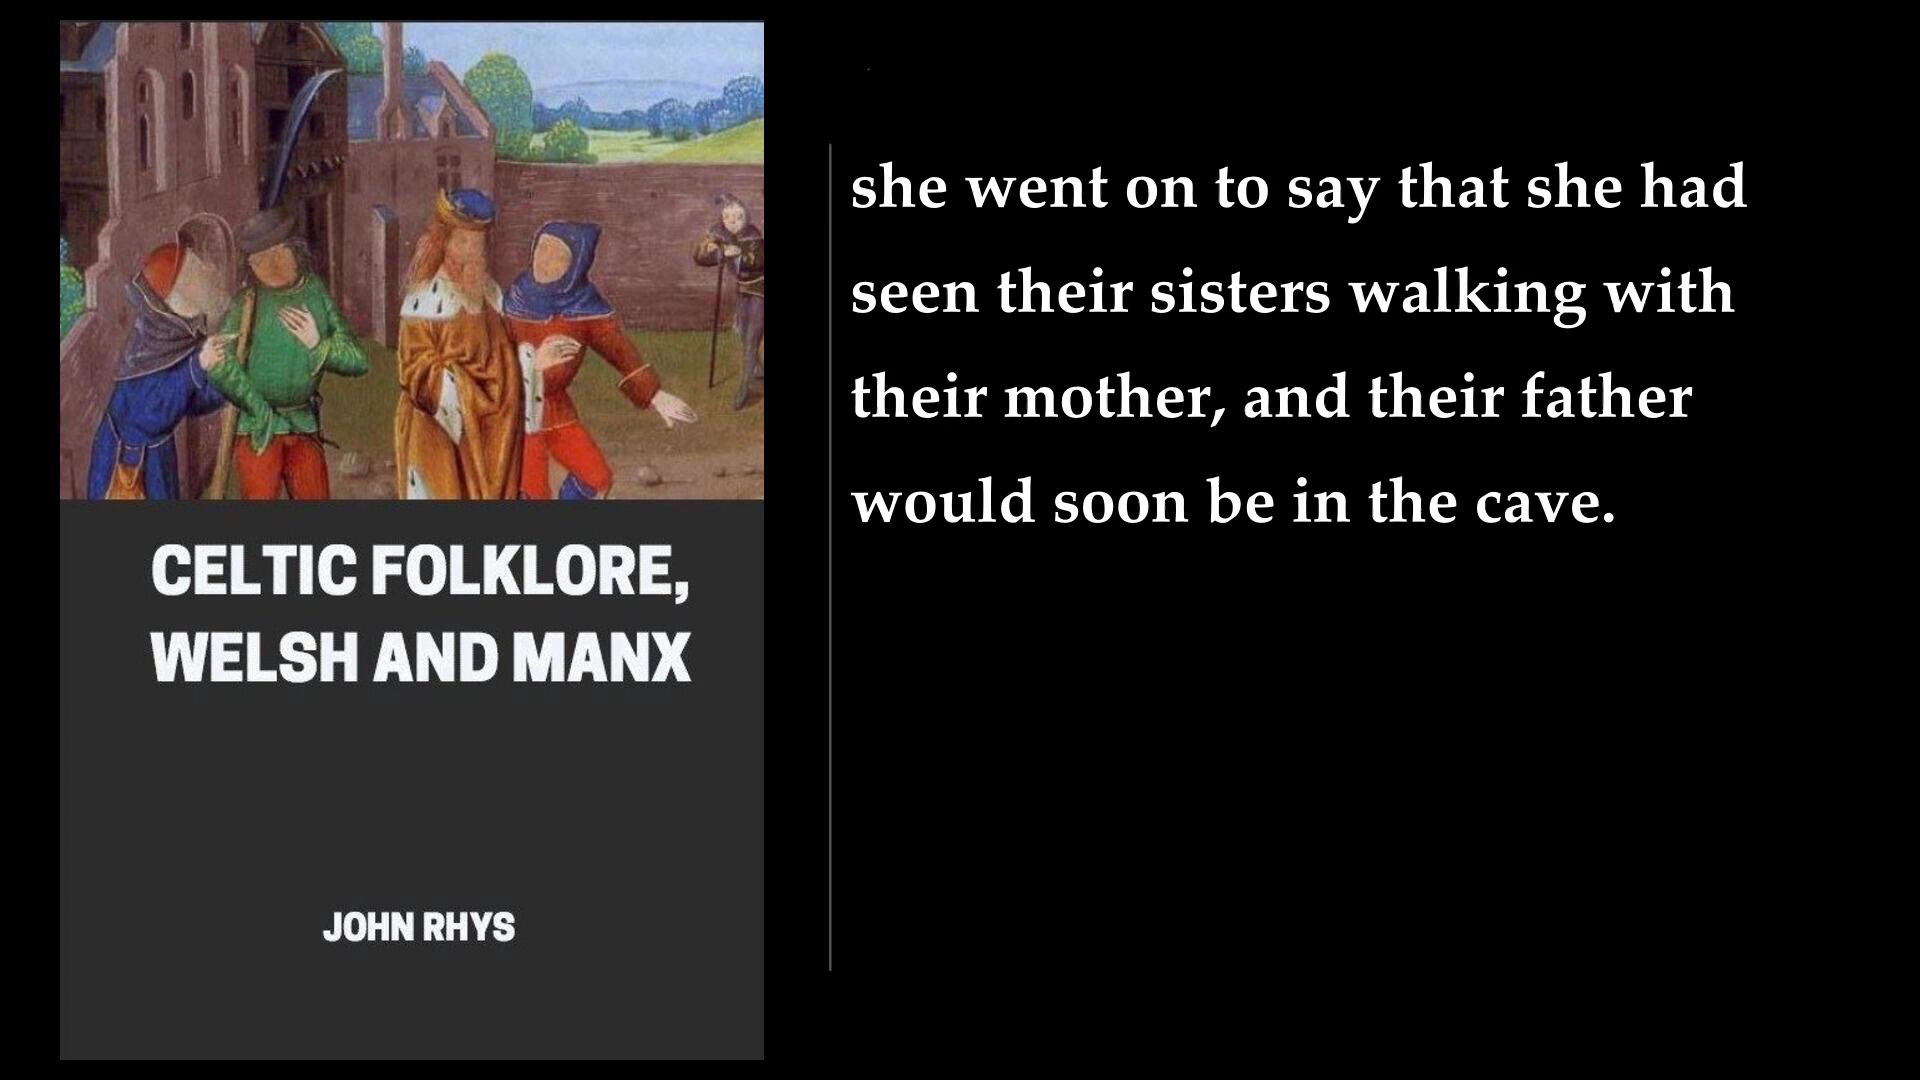 CELTIC FOLKLORE,
WELSH AND MANX
JOHN RHYS
she went on to say that she had
seen their sisters walking with
their mother, and their father
would soon be in the cave.